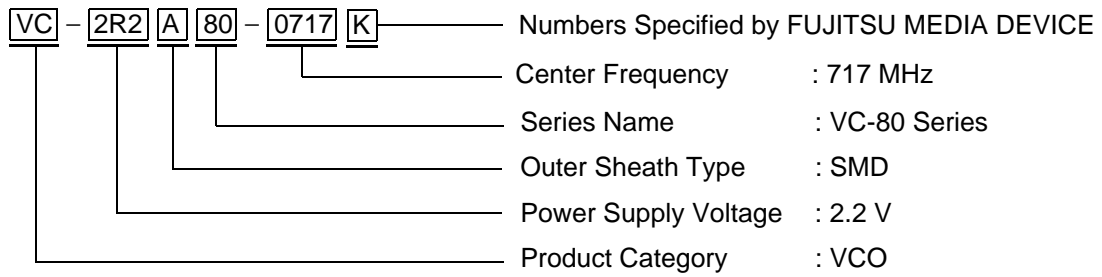 VC – 2R2 A 80 – 0717 K Numbers Specified by FUJITSU MEDIA DEVICE
Center Frequency : 717 MHz
Series Name : VC-80 Series
Outer Sheath Type : SMD
Power Supply Voltage : 2.2 V
Product Category : VCO